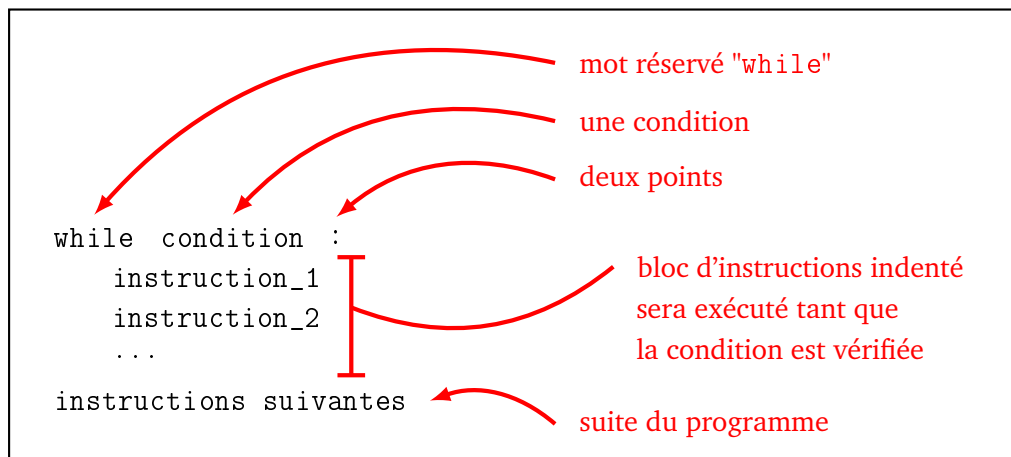 mot réservé "while"
une condition
deux points
while condition :
instruction_1
instruction_2
...
bloc d'instructions indenté
sera exécuté tant que
la condition est vérifiée
instructions suivantes
suite du programme